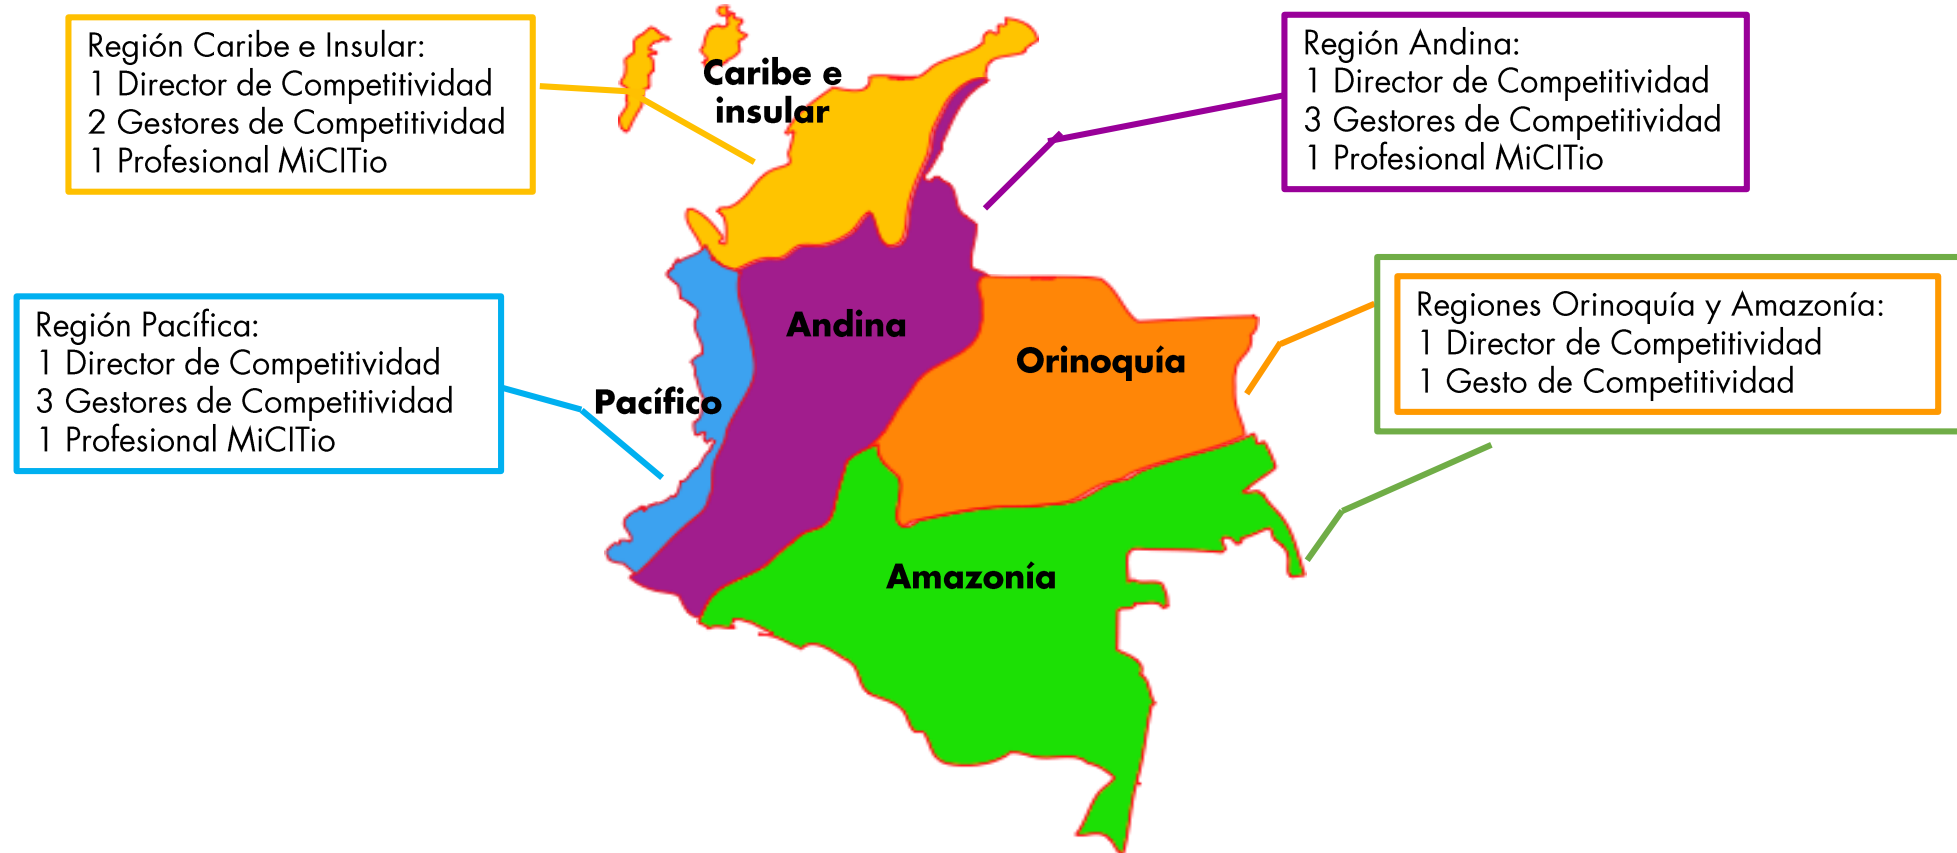 Región Caribe e Insular:
1 Director de Competitividad
2 Gestores de Competitividad
1 Profesional MiCITio
Caribe e
insular
Región Andina:
1 Director de Competitividad
3 Gestores de Competitividad
1 Profesional MiCITio
Región Pacífica:
1 Director de Competitividad
3 Gestores de Competitividad
1 Profesional MiCITio
Pacífico
Andina
Orinoquía
Regiones Orinoquía y Amazonía:
1 Director de Competitividad
1 Gesto de Competitividad
Amazonía